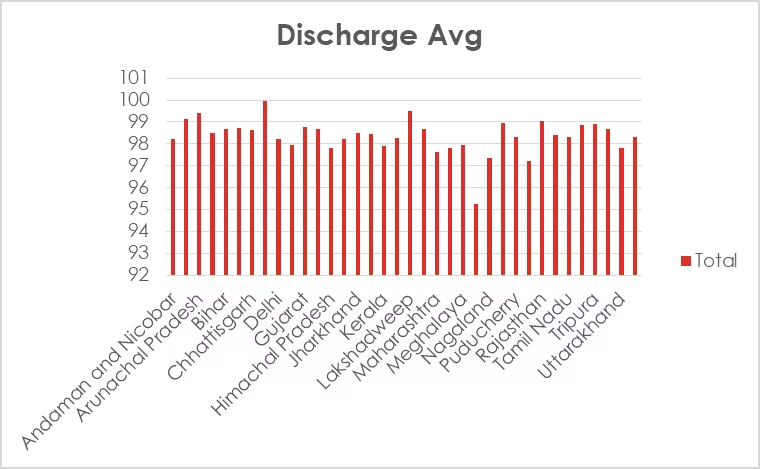 Discharge Avg
101
100
99
98
97
96
95
94
93
92
Andaman and Nicobar
Arunachal Pradesh
Bihar
Chhattisgarh
Delhi
Gujarat
Himachal Pradesh
Jharkhand
Kerala
Lakshadweep
Maharashtra
Meghalaya
Nagaland
Puducherry
Rajasthan
Tamil Nadu
Tripura
Uttarakhand
Total